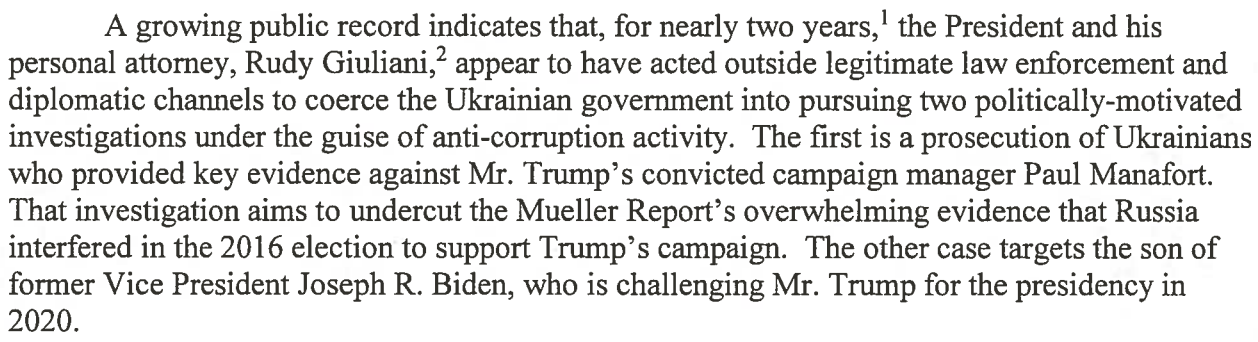 A growing public record indicates that, for nearly two years,¹ the President and his
personal attorney, Rudy Giuliani,² appear to have acted outside legitimate law enforcement and
diplomatic channels to coerce the Ukrainian government into pursuing two politically-motivated
investigations under the guise of anti-corruption activity.  The first is a prosecution of Ukrainians
who provided key evidence against Mr. Trump's convicted campaign manager Paul Manafort.
That investigation aims to undercut the Mueller Report's overwhelming evidence that Russia
interfered in the 2016 election to support Trump's campaign.  The other case targets the son of
former Vice President Joseph R. Biden, who is challenging Mr. Trump for the presidency in
2020.